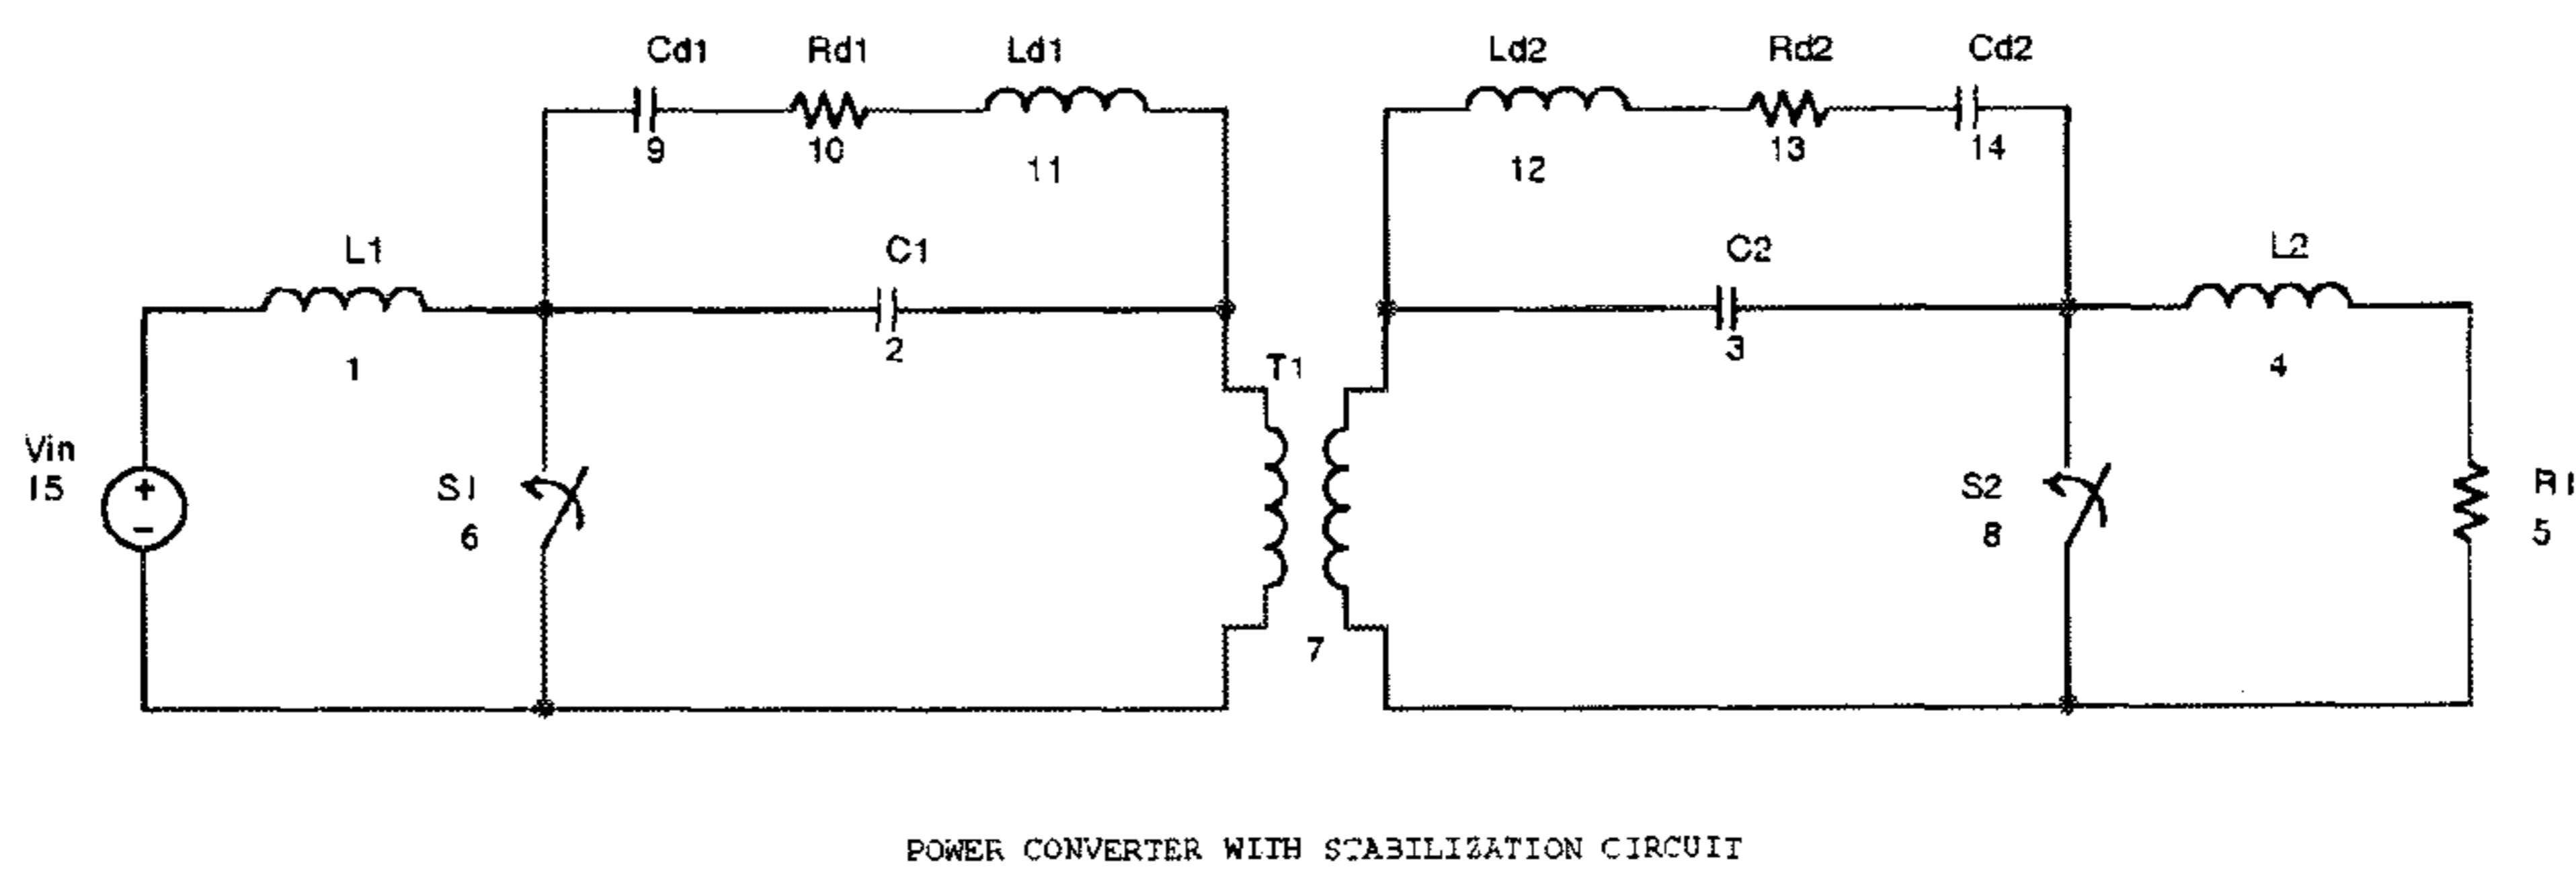 Cd1 Rd1 Ld1 Ld2 Rd2 Cd2
9 10 11 12 13 14
L1 C1 C2 L2
1 2 3 4
T1
Vin
15
S1
6
S2
8
R1
5
7
POWER CONVERTER WITH STABILIZATION CIRCUIT